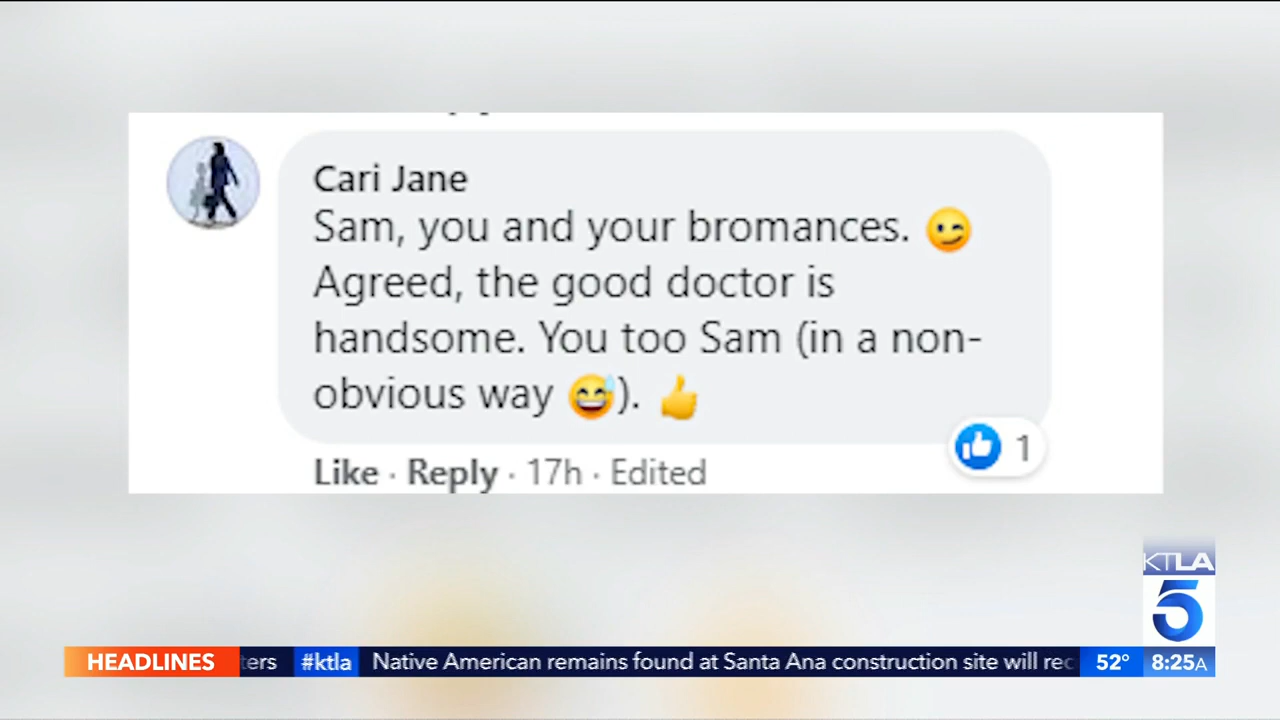 Cari Jane
Sam, you and your bromances. 😉
Agreed, the good doctor is
handsome. You too Sam (in a non-
obvious way 😅). 👍
Like · Reply · 17h · Edited
1
KTLA
5
HEADLINES ters #ktla Native American remains found at Santa Ana construction site will rec 52° 8:25A